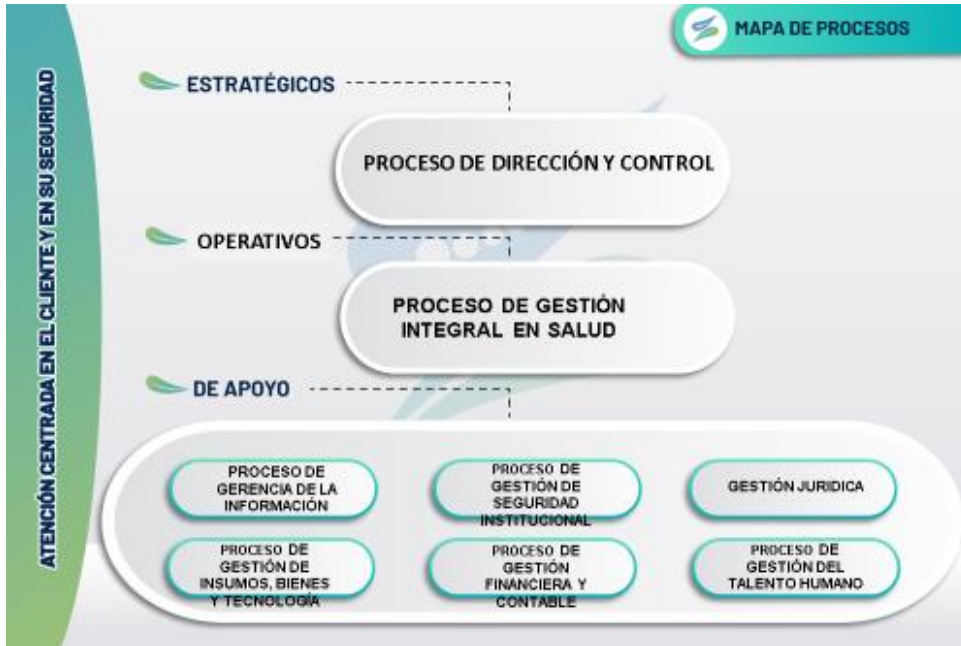 MAPA DE PROCESOS
ATENCIÓN CENTRADA EN EL CLIENTE Y EN SU SEGURIDAD
ESTRATÉGICOS
PROCESO DE DIRECCIÓN Y CONTROL
OPERATIVOS
PROCESO DE GESTIÓN
INTEGRAL EN SALUD
DE APOYO
PROCESO DE
GERENCIA DE LA
INFORMACIÓN
PROCESO DE
GESTIÓN DE
SEGURIDAD
INSTITUCIONAL
GESTIÓN JURIDICA
PROCESO DE
GESTIÓN DE
INSUMOS, BIENES
Y TECNOLOGÍA
PROCESO DE
GESTIÓN
FINANCIERA Y
CONTABLE
PROCESO DE
GESTIÓN DEL
TALENTO HUMANO